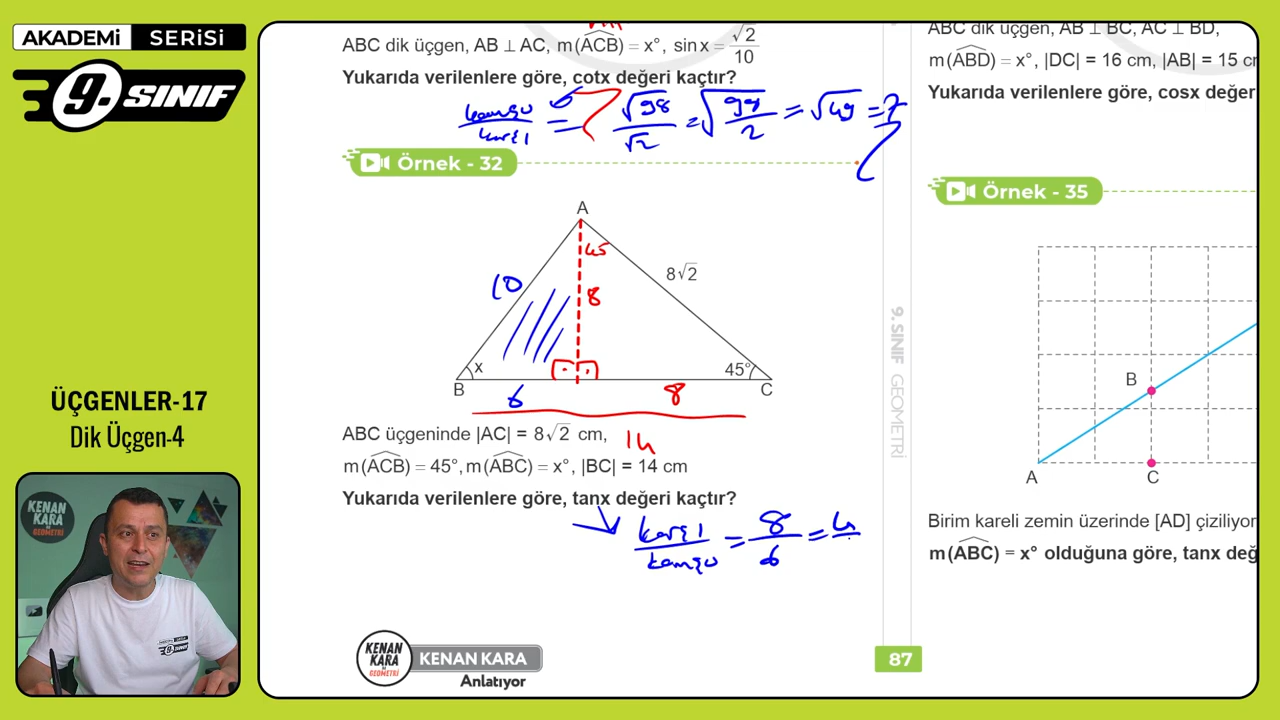 AKADEMİ SERİSİ
9. SINIF
ÜÇGENLER-17
Dik Üçgen-4
KENAN KARA
İLE
GEOMETRİ
ABC dik üçgen, AB ⊥ AC, m(ACB) = x°, sinx = √2/10
Yukarıda verilenlere göre, cotx değeri kaçtır?
komşu/karşı = √98/√2 = √98/2 = √49 = 7
Örnek - 32
A
45
8√2
10
8
x
45°
B
C
6
8
ABC üçgeninde |AC| = 8√2 cm,
14
m(ACB) = 45°, m(ABC) = x°, |BC| = 14 cm
Yukarıda verilenlere göre, tanx değeri kaçtır?
karşı/komşu = 8/6 = 4
KENAN KARA
İLE
GEOMETRİ
KENAN KARA
Anlatıyor
9. SINIF GEOMETRİ
87
ABC dik üçgen, AB ⊥ BC, AC ⊥ BD,
m(ABD) = x°, |DC| = 16 cm, |AB| = 15 cm
Yukarıda verilenlere göre, cosx değer
Örnek - 35
B
A
C
Birim kareli zemin üzerinde [AD] çiziliyor
m(ABC) = x° olduğuna göre, tanx değ